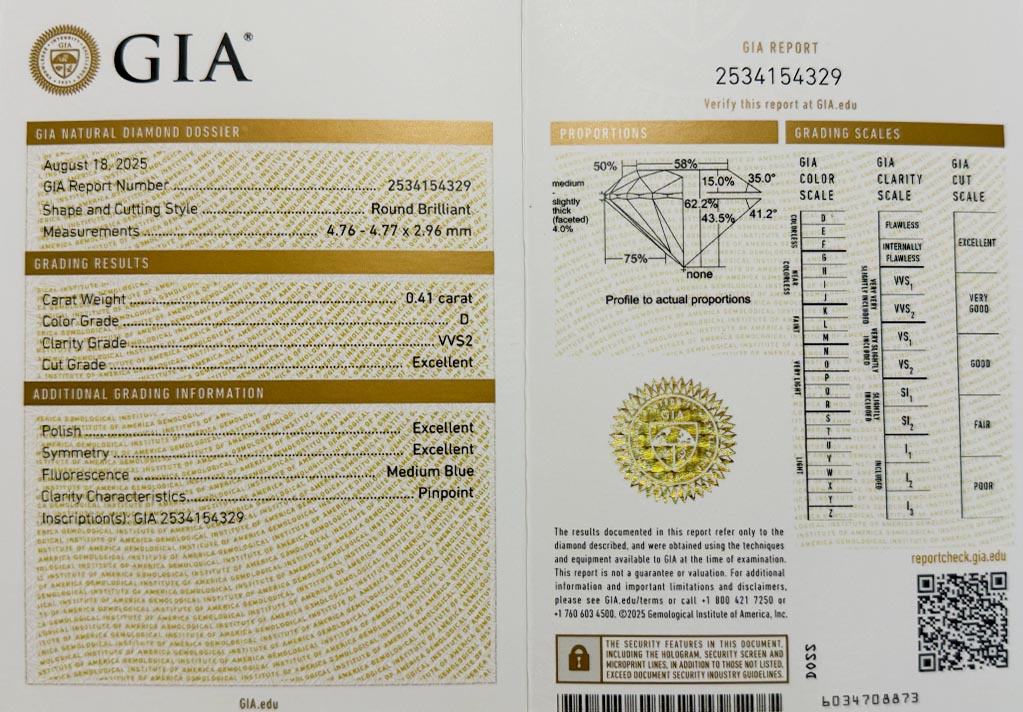 GIA®
GIA NATURAL DIAMOND DOSSIER
August 18, 2025
GIA Report Number 2534154329
Shape and Cutting Style Round Brilliant
Measurements 4.76 - 4.77 x 2.96 mm
GRADING RESULTS
Carat Weight 0.41 carat
Color Grade D
Clarity Grade VVS2
Cut Grade Excellent
ADDITIONAL GRADING INFORMATION
Polish Excellent
Symmetry Excellent
Fluorescence Medium Blue
Clarity Characteristics Pinpoint
Inscription(s): GIA 2534154329
GIA.edu
GIA REPORT
2534154329
Verify this report at GIA.edu
PROPORTIONS
50%
58%
15.0%
35.0°
medium
-
slightly
thick
(faceted)
4.0%
62.2%
43.5%
41.2°
75%
none
Profile to actual proportions
GIA
The results documented in this report refer only to the
diamond described, and were obtained using the techniques
and equipment available to GIA at the time of examination.
This report is not a guarantee or valuation. For additional
information and important limitations and disclaimers,
please see GIA.edu/terms or call +1 800 421 7250 or
+1 760 603 4500. ©2025 Gemological Institute of America, Inc.
THE SECURITY FEATURES IN THIS DOCUMENT,
INCLUDING THE HOLOGRAM, SECURITY SCREEN AND
MICROPRINT LINES, IN ADDITION TO THOSE NOT LISTED,
EXCEED DOCUMENT SECURITY INDUSTRY GUIDELINES.
GRADING SCALES
GIA
COLOR
SCALE
COLORLESS
D
E
F
NEAR COLORLESS
G
H
I
J
FAINT
K
L
M
VERY LIGHT
N
O
P
Q
R
LIGHT
S
T
U
V
W
X
Y
Z
GIA
CLARITY
SCALE
FLAWLESS
INTERNALLY
FLAWLESS
VERY VERY
SLIGHTLY INCLUDED
VVS1
VVS2
VERY SLIGHTLY
INCLUDED
VS1
VS2
SLIGHTLY
INCLUDED
SI1
SI2
INCLUDED
I1
I2
I3
GIA
CUT
SCALE
EXCELLENT
VERY
GOOD
GOOD
FAIR
POOR
reportcheck.gia.edu
DOSS
6034708873